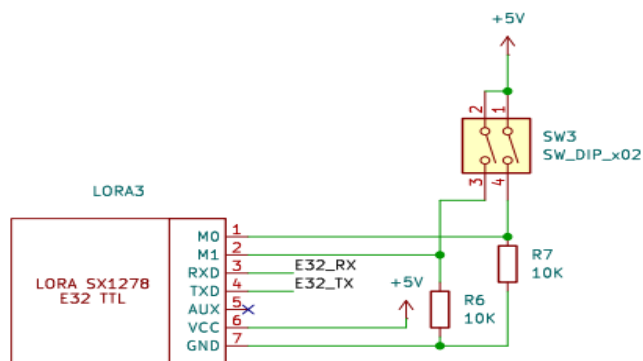 +5V
2
1
SW3
SW_DIP_x02
3
4
LORA3
M0
1
M1
2
RXD
3
E32_RX
TXD
4
E32_TX
AUX
5
VCC
6
GND
7
LORA SX1278
E32 TTL
+5V
R7
10K
R6
10K